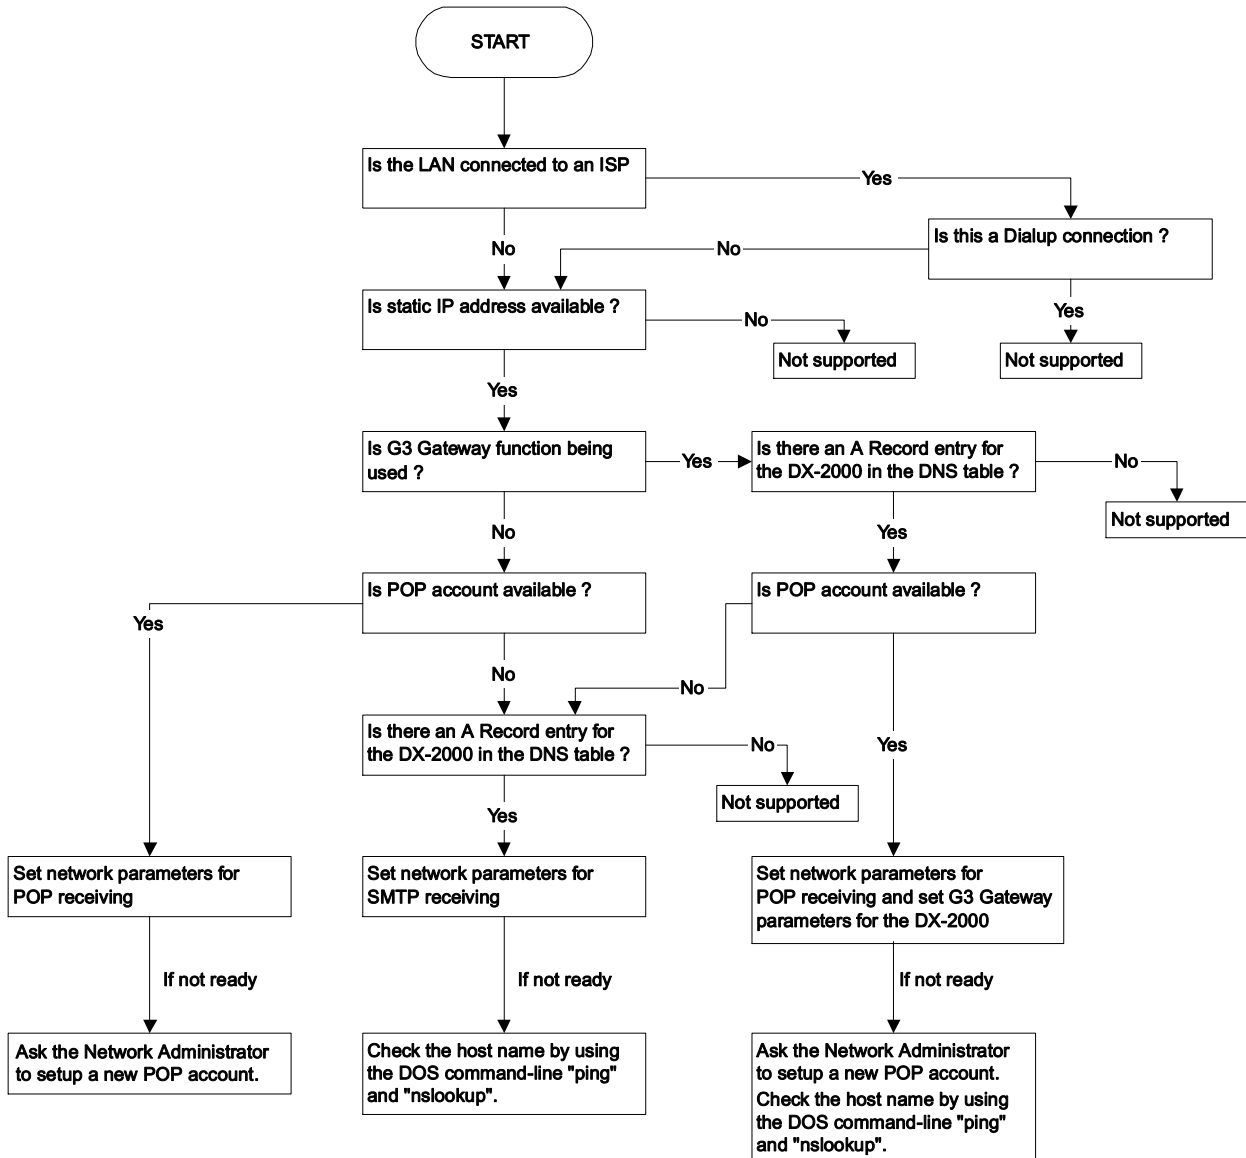 START
Is the LAN connected to an ISP
Yes
No
No
Is this a Dialup connection ?
Is static IP address available ?
No
Yes
Not supported
Not supported
Yes
Is G3 Gateway function being
used ?
Yes
Is there an A Record entry for
the DX-2000 in the DNS table ?
No
Not supported
No
Yes
Is POP account available ?
Is POP account available ?
Yes
No
No
Is there an A Record entry for
the DX-2000 in the DNS table ?
No
Yes
Not supported
Yes
Set network parameters for
POP receiving
Set network parameters for
SMTP receiving
Set network parameters for
POP receiving and set G3 Gateway
parameters for the DX-2000
If not ready
If not ready
If not ready
Ask the Network Administrator
to setup a new POP account.
Check the host name by using
the DOS command-line "ping"
and "nslookup".
Ask the Network Administrator
to setup a new POP account.
Check the host name by using
the DOS command-line "ping"
and "nslookup".